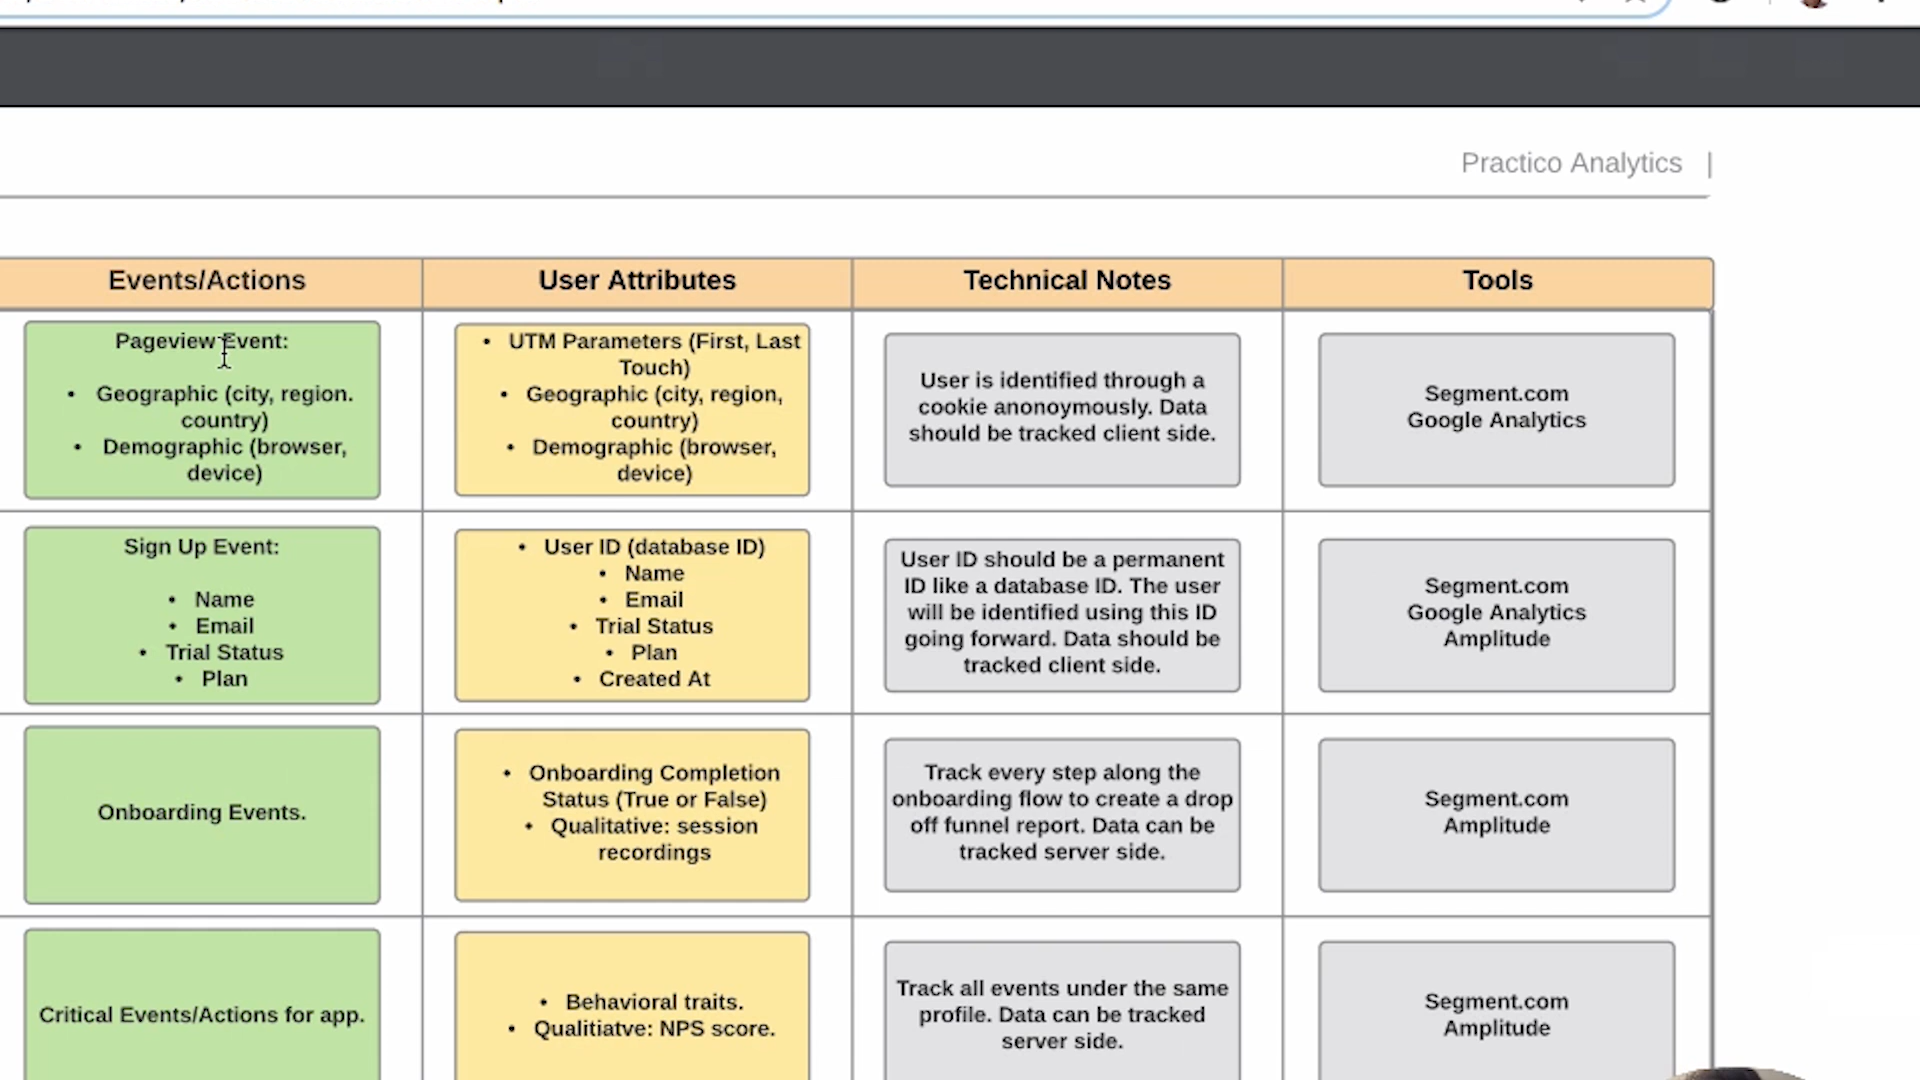 Practico Analytics |
Events/Actions
User Attributes
Technical Notes
Tools
Pageview Event:
• Geographic (city, region.
country)
• Demographic (browser,
device)
• UTM Parameters (First, Last
Touch)
• Geographic (city, region,
country)
• Demographic (browser,
device)
User is identified through a
cookie anonoymously. Data
should be tracked client side.
Segment.com
Google Analytics
Sign Up Event:
• Name
• Email
• Trial Status
• Plan
• User ID (database ID)
• Name
• Email
• Trial Status
• Plan
• Created At
User ID should be a permanent
ID like a database ID. The user
will be identified using this ID
going forward. Data should be
tracked client side.
Segment.com
Google Analytics
Amplitude
Onboarding Events.
• Onboarding Completion
Status (True or False)
• Qualitative: session
recordings
Track every step along the
onboarding flow to create a drop
off funnel report. Data can be
tracked server side.
Segment.com
Amplitude
Critical Events/Actions for app.
• Behavioral traits.
• Qualitiatve: NPS score.
Track all events under the same
profile. Data can be tracked
server side.
Segment.com
Amplitude